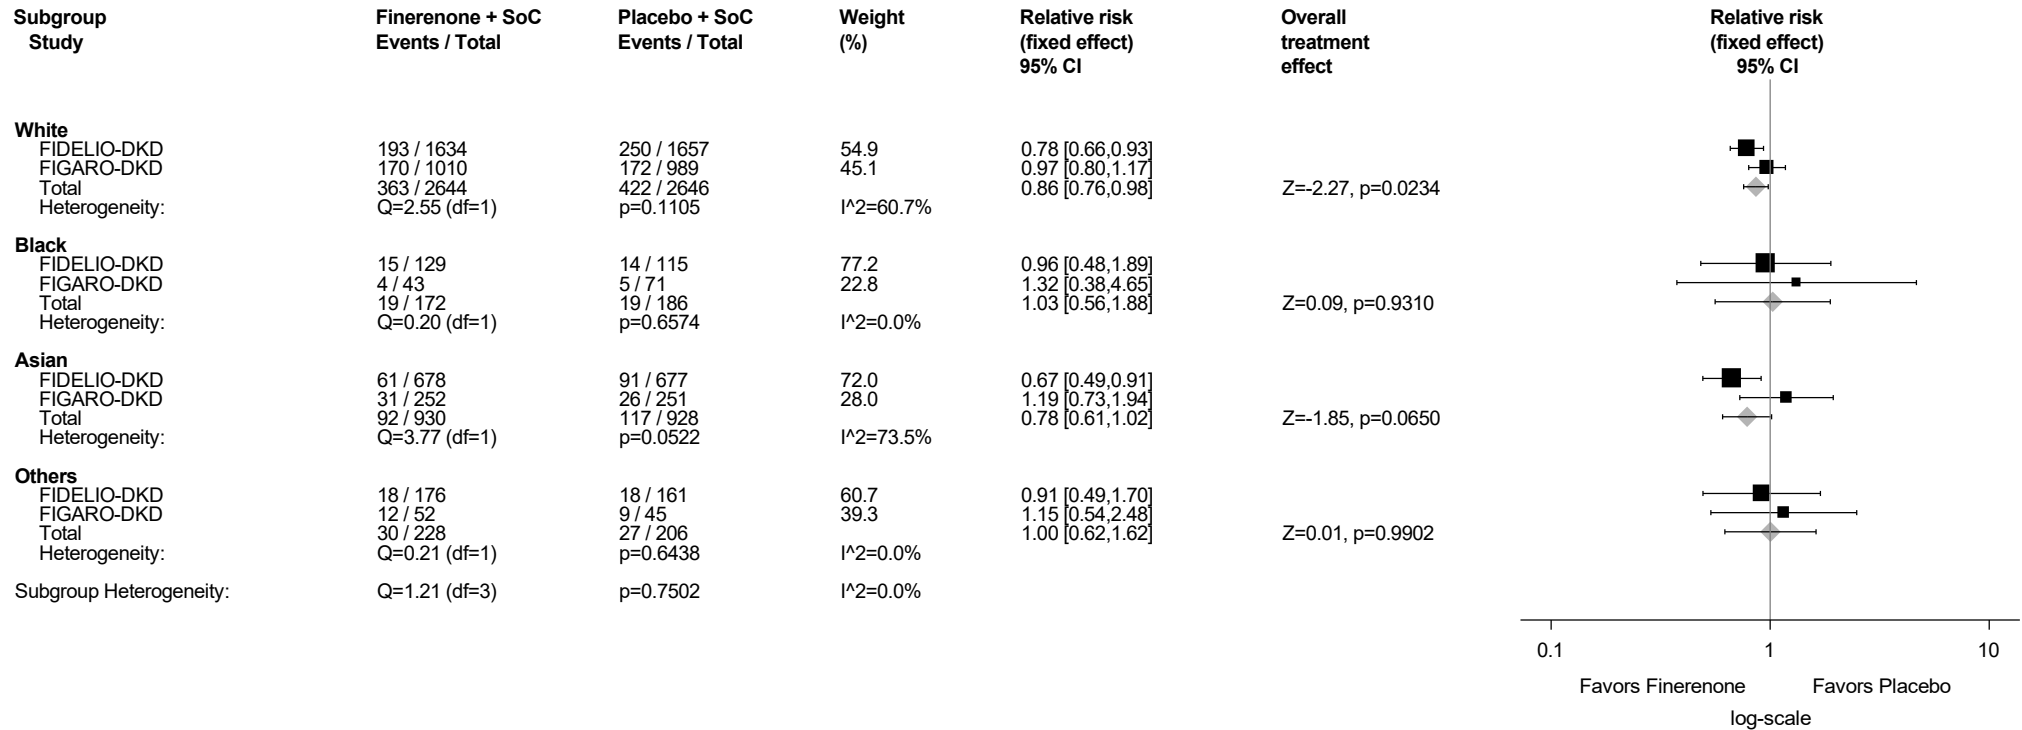 Subgroup Finerenone + SoC Placebo + SoC Weight Relative risk Overall Relative risk
Study Events / Total Events / Total (%) (fixed effect) treatment (fixed effect)
95% CI effect 95% CI
White
FIDELIO-DKD 193 / 1634 250 / 1657 54.9 0.78 [0.66,0.93]
FIGARO-DKD 170 / 1010 172 / 989 45.1 0.97 [0.80,1.17]
Total 363 / 2644 422 / 2646 0.86 [0.76,0.98] Z=-2.27, p=0.0234
Heterogeneity: Q=2.55 (df=1) p=0.1105 I^2=60.7%
Black
FIDELIO-DKD 15 / 129 14 / 115 77.2 0.96 [0.48,1.89]
FIGARO-DKD 4 / 43 5 / 71 22.8 1.32 [0.38,4.65]
Total 19 / 172 19 / 186 1.03 [0.56,1.88] Z=0.09, p=0.9310
Heterogeneity: Q=0.20 (df=1) p=0.6574 I^2=0.0%
Asian
FIDELIO-DKD 61 / 678 91 / 677 72.0 0.67 [0.49,0.91]
FIGARO-DKD 31 / 252 26 / 251 28.0 1.19 [0.73,1.94]
Total 92 / 930 117 / 928 0.78 [0.61,1.02] Z=-1.85, p=0.0650
Heterogeneity: Q=3.77 (df=1) p=0.0522 I^2=73.5%
Others
FIDELIO-DKD 18 / 176 18 / 161 60.7 0.91 [0.49,1.70]
FIGARO-DKD 12 / 52 9 / 45 39.3 1.15 [0.54,2.48]
Total 30 / 228 27 / 206 1.00 [0.62,1.62] Z=0.01, p=0.9902
Heterogeneity: Q=0.21 (df=1) p=0.6438 I^2=0.0%
Subgroup Heterogeneity: Q=1.21 (df=3) p=0.7502 I^2=0.0%
0.1 1 10
Favors Finerenone Favors Placebo
log-scale